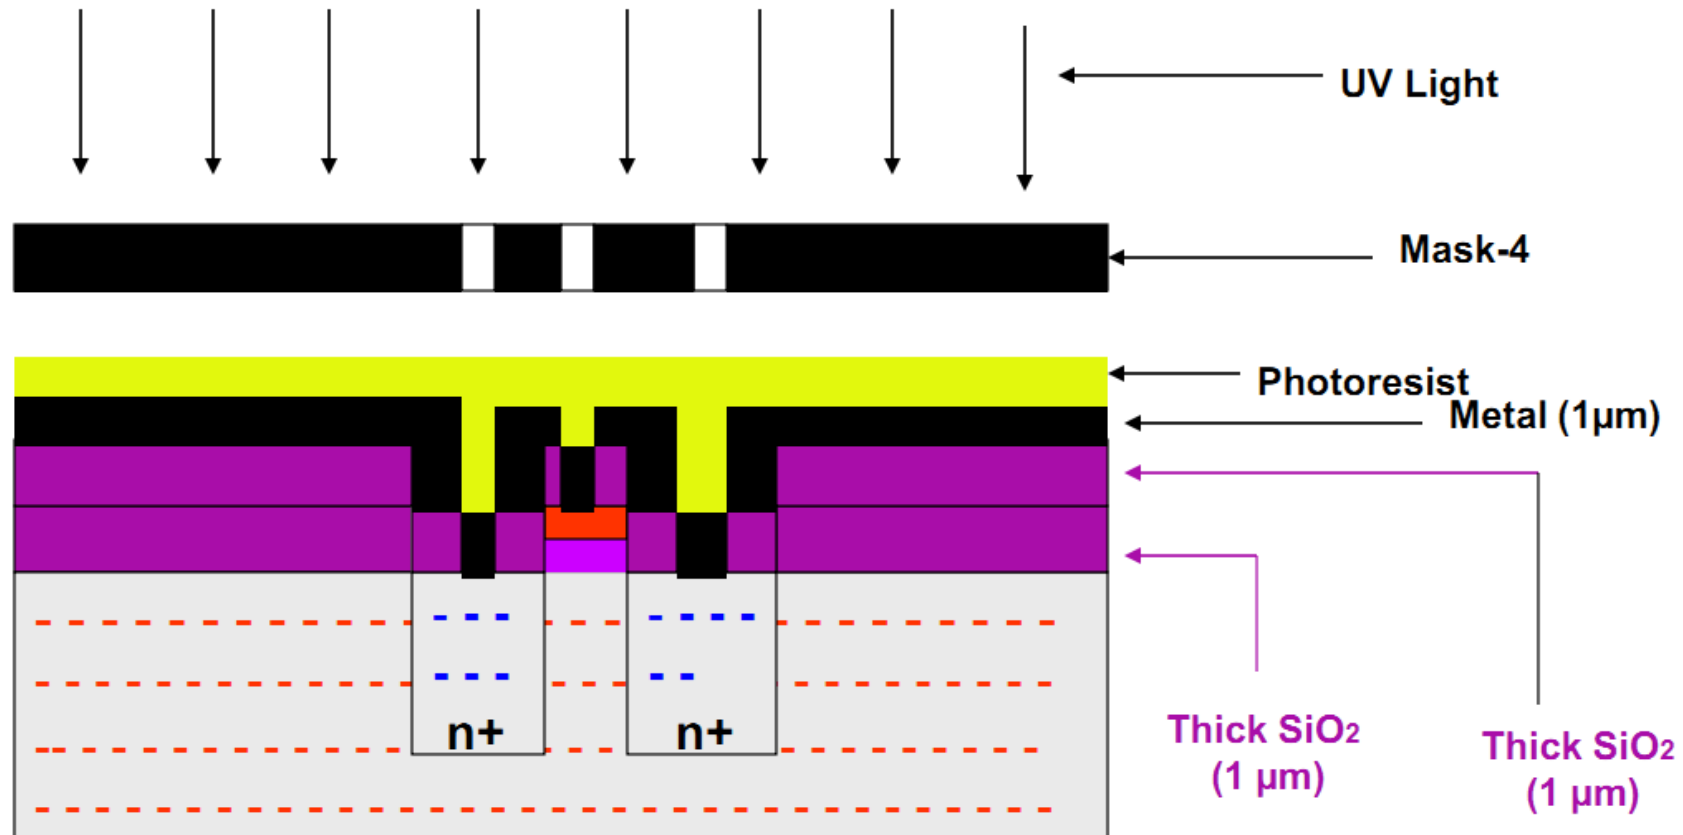 UV Light
Mask-4
Photoresist
Metal (1µm)
n+
n+
Thick SiO₂
(1 µm)
Thick SiO₂
(1 µm)